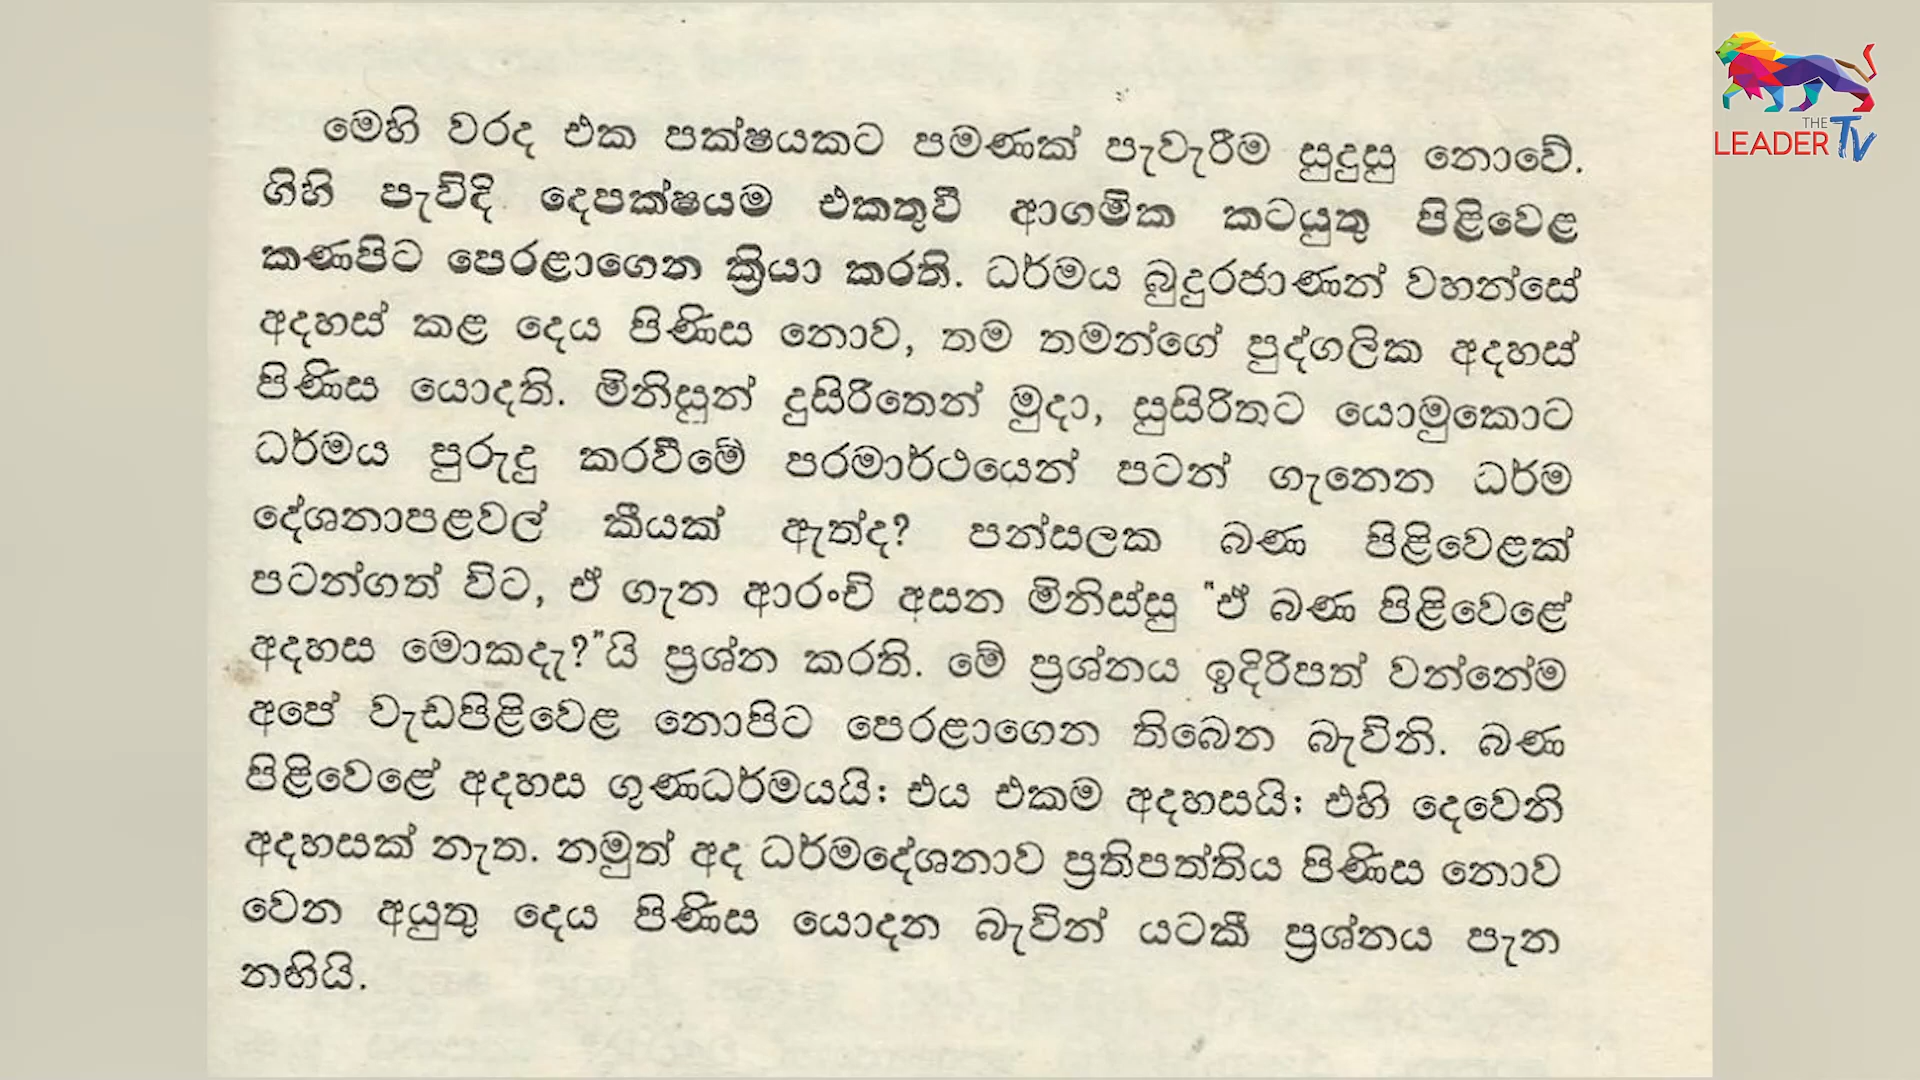 මෙහි වරද එක පක්ෂයකට පමණක් පැවැරීම සුදුසු නොවේ.
ගිහි පැවිදි දෙපක්ෂයම එකතුවී ආගමික කටයුතු පිළිවෙළ
කණපිට පෙරළාගෙන ක්‍රියා කරති. ධර්මය බුදුරජාණන් වහන්සේ
අදහස් කළ දෙය පිණිස නොව, තම තමන්ගේ පුද්ගලික අදහස්
පිණිස යොදති. මිනිසුන් දුසිරිතෙන් මුදා, සුසිරිතට යොමුකොට
ධර්මය පුරුදු කරවීමේ පරමාර්ථයෙන් පටන් ගැනෙන ධර්ම
දේශනාපළවල් කීයක් ඇත්ද? පන්සලක බණ පිළිවෙළක්
පටන්ගත් විට, ඒ ගැන ආරංචි අසන මිනිස්සු "ඒ බණ පිළිවෙළේ
අදහස මොකදැ?"යි ප්‍රශ්න කරති. මේ ප්‍රශ්නය ඉදිරිපත් වන්නේම
අපේ වැඩපිළිවෙළ නොපිට පෙරළාගෙන තිබෙන බැවිනි. බණ
පිළිවෙළේ අදහස ගුණධර්මයයි: එය එකම අදහසයි: එහි දෙවෙනි
අදහසක් නැත. නමුත් අද ධර්මදේශනාව ප්‍රතිපත්තිය පිණිස නොව
වෙන අයුතු දෙය පිණිස යොදන බැවින් යටකී ප්‍රශ්නය පැන
නඟියි.
THE
LEADER TV